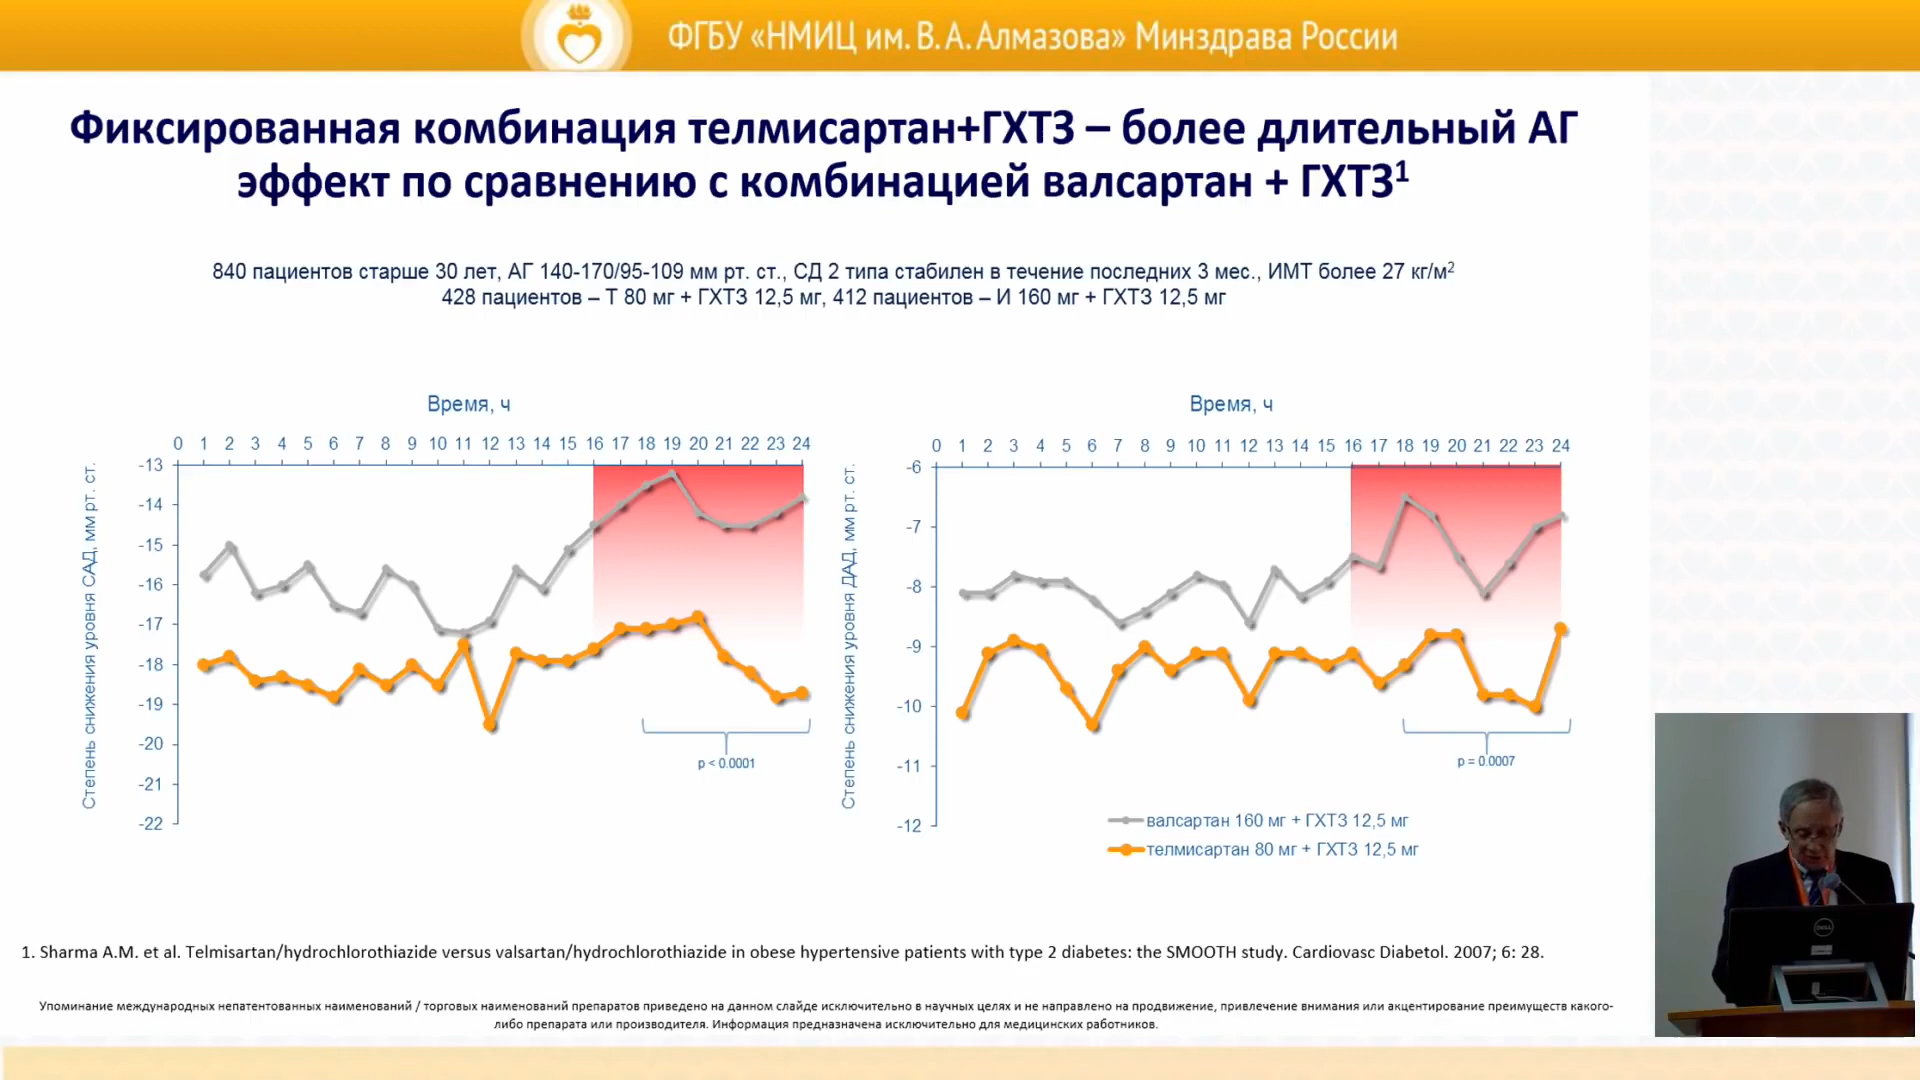 ФГБУ «НМИЦ им. В. А. Алмазова» Минздрава России
Фиксированная комбинация телмисартан+ГХТЗ – более длительный АГ
эффект по сравнению с комбинацией валсартан + ГХТЗ¹
840 пациентов старше 30 лет, АГ 140-170/95-109 мм рт. ст., СД 2 типа стабилен в течение последних 3 мес., ИМТ более 27 кг/м²
428 пациентов – Т 80 мг + ГХТЗ 12,5 мг, 412 пациентов – И 160 мг + ГХТЗ 12,5 мг
Время, ч
0 1 2 3 4 5 6 7 8 9 10 11 12 13 14 15 16 17 18 19 20 21 22 23 24
Степень снижения уровня САД, мм рт. ст.
-13
-14
-15
-16
-17
-18
-19
-20
-21
-22
p < 0.0001
Время, ч
0 1 2 3 4 5 6 7 8 9 10 11 12 13 14 15 16 17 18 19 20 21 22 23 24
Степень снижения уровня ДАД, мм рт. ст.
-6
-7
-8
-9
-10
-11
-12
p = 0.0007
валсартан 160 мг + ГХТЗ 12,5 мг
телмисартан 80 мг + ГХТЗ 12,5 мг
1. Sharma A.M. et al. Telmisartan/hydrochlorothiazide versus valsartan/hydrochlorothiazide in obese hypertensive patients with type 2 diabetes: the SMOOTH study. Cardiovasc Diabetol. 2007; 6: 28.
Упоминание международных непатентованных наименований / торговых наименований препаратов приведено на данном слайде исключительно в научных целях и не направлено на продвижение, привлечение внимания или акцентирование преимуществ какого-
либо препарата или производителя. Информация предназначена исключительно для медицинских работников.
DELL